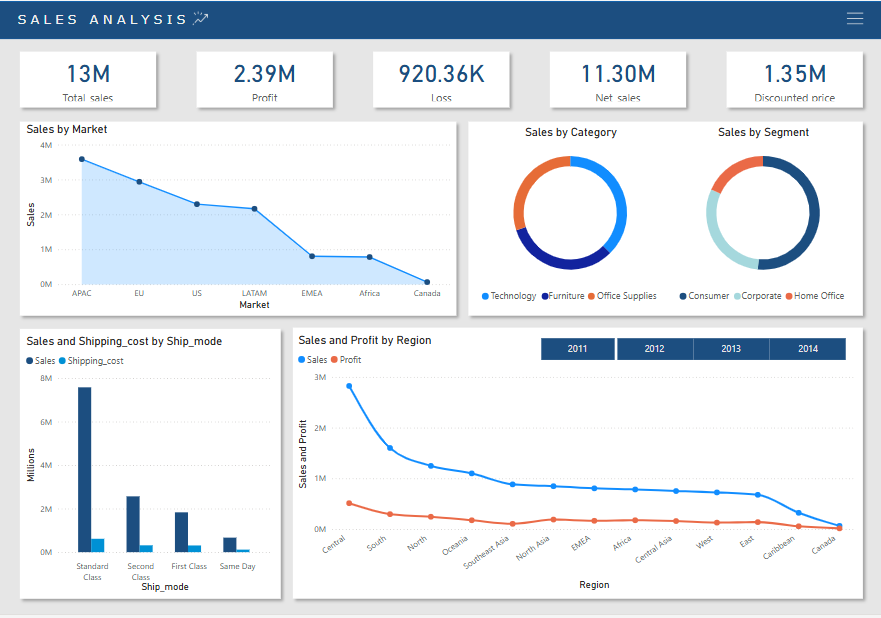 SALES ANALYSIS
13M
Total sales
2.39M
Profit
920.36K
Loss
11.30M
Net sales
1.35M
Discounted price
Sales by Market
4M
3M
2M
1M
0M
Sales
APAC EU US LATAM EMEA Africa Canada
Market
Sales by Category
Technology Furniture Office Supplies
Sales by Segment
Consumer Corporate Home Office
Sales and Shipping_cost by Ship_mode
Sales Shipping_cost
8M
6M
4M
2M
0M
Millions
Standard Class Second Class First Class Same Day
Ship_mode
Sales and Profit by Region
Sales Profit
2011 2012 2013 2014
3M
2M
1M
0M
Sales and Profit
Central South North Oceania Southeast Asia North Asia EMEA Africa Central Asia West East Caribbean Canada
Region